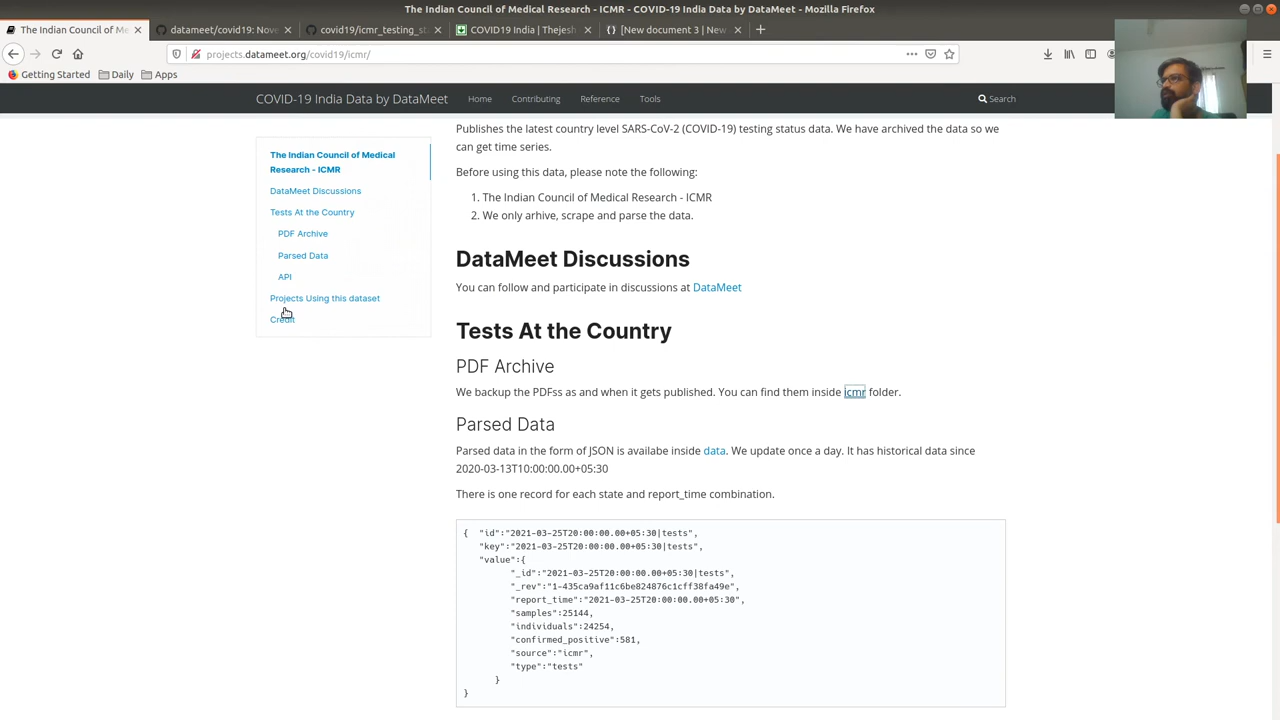 The Indian Council of Medical Research - ICMR - COVID-19 India Data by DataMeet - Mozilla Firefox
The Indian Council of Me
datameet/covid19: Nove
covid19/icmr_testing_sta
COVID19 India | Thejesh
[New document 3 | New
projects.datameet.org/covid19/icmr/
Getting Started Daily Apps
COVID-19 India Data by DataMeet Home Contributing Reference Tools Search
The Indian Council of Medical
Research - ICMR
DataMeet Discussions
Tests At the Country
PDF Archive
Parsed Data
API
Projects Using this dataset
Credit
Publishes the latest country level SARS-CoV-2 (COVID-19) testing status data. We have archived the data so we
can get time series.
Before using this data, please note the following:
1. The Indian Council of Medical Research - ICMR
2. We only arhive, scrape and parse the data.
DataMeet Discussions
You can follow and participate in discussions at DataMeet
Tests At the Country
PDF Archive
We backup the PDFss as and when it gets published. You can find them inside icmr folder.
Parsed Data
Parsed data in the form of JSON is availabe inside data. We update once a day. It has historical data since
2020-03-13T10:00:00.00+05:30
There is one record for each state and report_time combination.
{ "id":"2021-03-25T20:00:00.00+05:30|tests",
"key":"2021-03-25T20:00:00.00+05:30|tests",
"value":{
"_id":"2021-03-25T20:00:00.00+05:30|tests",
"_rev":"1-435ca9af11c6be824876c1cff38fa49e",
"report_time":"2021-03-25T20:00:00.00+05:30",
"samples":25144,
"individuals":24254,
"confirmed_positive":581,
"source":"icmr",
"type":"tests"
}
}